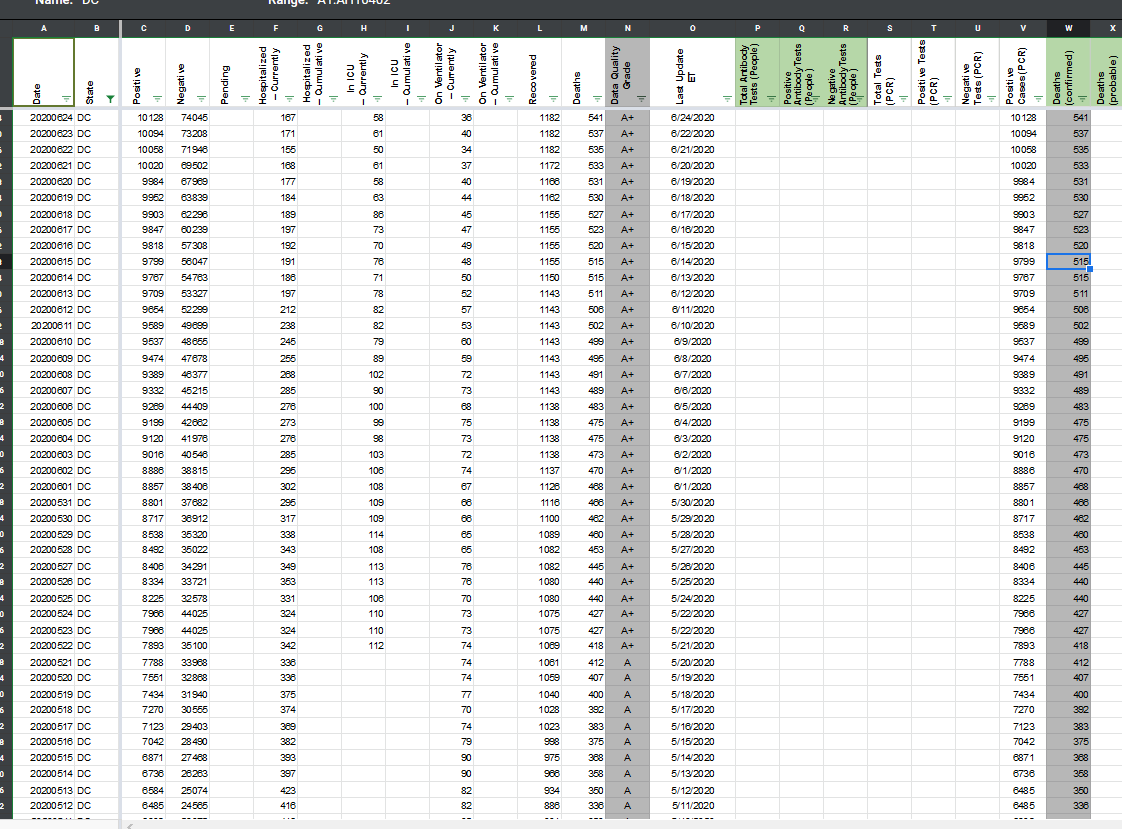 Name: DC Range: A1:AH10402
A B C D E F G H I J K L M N O P Q R S T U V W X
Date State Positive Negative Pending Hospitalized – Currently Hospitalized – Cumulative In ICU – Currently In ICU – Cumulative On Ventilator – Currently On Ventilator – Cumulative Recovered Deaths Data Quality Grade Last Update ET Total Antibody Tests (People) Positive Antibody Tests (People) Negative Antibody Tests (People) Total Tests (PCR) Positive Tests (PCR) Negative Tests (PCR) Positive Cases (PCR) Deaths (confirmed) Deaths (probable)
20200624 DC 10128 74045 167 58 36 1182 541 A+ 6/24/2020 10128 541
20200623 DC 10094 73208 171 61 40 1182 537 A+ 6/22/2020 10094 537
20200622 DC 10058 71946 155 50 34 1182 535 A+ 6/21/2020 10058 535
20200621 DC 10020 69502 168 61 37 1172 533 A+ 6/20/2020 10020 533
20200620 DC 9984 67969 177 58 40 1166 531 A+ 6/19/2020 9984 531
20200619 DC 9952 63839 184 63 44 1162 530 A+ 6/18/2020 9952 530
20200618 DC 9903 62296 189 86 45 1155 527 A+ 6/17/2020 9903 527
20200617 DC 9847 60239 197 73 47 1155 523 A+ 6/16/2020 9847 523
20200616 DC 9818 57308 192 70 49 1155 520 A+ 6/15/2020 9818 520
20200615 DC 9799 56047 191 76 48 1155 515 A+ 6/14/2020 9799 515
20200614 DC 9767 54763 186 71 50 1150 515 A+ 6/13/2020 9767 515
20200613 DC 9709 53327 197 78 52 1143 511 A+ 6/12/2020 9709 511
20200612 DC 9654 52299 212 82 57 1143 506 A+ 6/11/2020 9654 506
20200611 DC 9589 49699 238 82 53 1143 502 A+ 6/10/2020 9589 502
20200610 DC 9537 48655 245 79 60 1143 499 A+ 6/9/2020 9537 499
20200609 DC 9474 47678 255 89 59 1143 495 A+ 6/8/2020 9474 495
20200608 DC 9389 46377 268 102 72 1143 491 A+ 6/7/2020 9389 491
20200607 DC 9332 45215 285 90 73 1143 489 A+ 6/6/2020 9332 489
20200606 DC 9269 44409 276 100 68 1138 483 A+ 6/5/2020 9269 483
20200605 DC 9199 42662 273 99 75 1138 475 A+ 6/4/2020 9199 475
20200604 DC 9120 41976 276 98 73 1138 475 A+ 6/3/2020 9120 475
20200603 DC 9016 40546 285 103 72 1138 473 A+ 6/2/2020 9016 473
20200602 DC 8886 38815 295 106 74 1137 470 A+ 6/1/2020 8886 470
20200601 DC 8857 38406 302 108 67 1126 468 A+ 6/1/2020 8857 468
20200531 DC 8801 37682 295 109 66 1116 466 A+ 5/30/2020 8801 466
20200530 DC 8717 36912 317 109 66 1100 462 A+ 5/29/2020 8717 462
20200529 DC 8538 35320 338 114 65 1089 460 A+ 5/28/2020 8538 460
20200528 DC 8492 35022 343 108 65 1082 453 A+ 5/27/2020 8492 453
20200527 DC 8406 34291 349 113 76 1082 445 A+ 5/26/2020 8406 445
20200526 DC 8334 33721 353 113 76 1080 440 A+ 5/25/2020 8334 440
20200525 DC 8225 32578 331 106 70 1080 440 A+ 5/24/2020 8225 440
20200524 DC 7966 44025 324 110 73 1075 427 A+ 5/22/2020 7966 427
20200523 DC 7966 44025 324 110 73 1075 427 A+ 5/22/2020 7966 427
20200522 DC 7893 35100 342 112 74 1069 418 A+ 5/21/2020 7893 418
20200521 DC 7788 33968 336 74 1061 412 A 5/20/2020 7788 412
20200520 DC 7551 32868 336 74 1059 407 A 5/19/2020 7551 407
20200519 DC 7434 31940 375 77 1040 400 A 5/18/2020 7434 400
20200518 DC 7270 30555 374 70 1028 392 A 5/17/2020 7270 392
20200517 DC 7123 29403 369 74 1023 383 A 5/16/2020 7123 383
20200516 DC 7042 28490 382 79 998 375 A 5/15/2020 7042 375
20200515 DC 6871 27468 393 90 975 368 A 5/14/2020 6871 368
20200514 DC 6736 26263 397 90 966 358 A 5/13/2020 6736 358
20200513 DC 6584 25074 423 82 934 350 A 5/12/2020 6485 350
20200512 DC 6485 24565 416 82 886 336 A 5/11/2020 6485 336